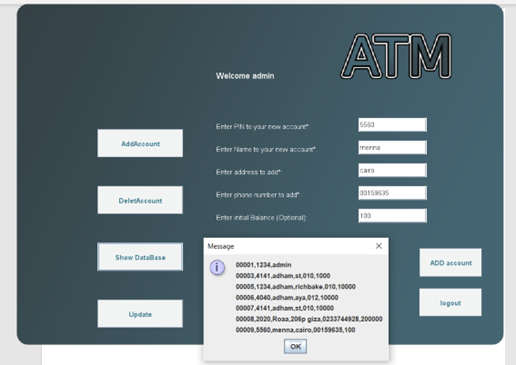 ATM
Welcome admin
Enter PIN to your new account*:
5560
Enter Name to your new account*:
menna
Enter address to add*:
cairo
Enter phone number to add*:
00159635
Enter initial Balance (Optional):
100
AddAccount
DeletAccount
Show DataBase
Update
Message
00001,1234,admin
00003,4141,adham,st,010,1000
00005,1234,adham,richbake,010,10000
00006,4040,adham,aya,012,10000
00007,4141,adham,st,010,10000
00008,2020,Roaa,206p giza,0233744928,200000
00009,5560,menna,cairo,00159635,100
OK
ADD account
logout